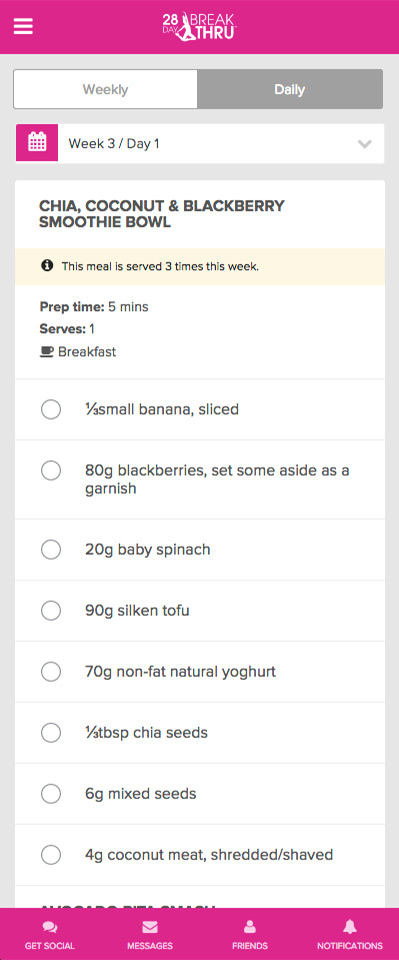 28 BREAK
DAY THRU
Weekly
Daily
Week 3 / Day 1
CHIA, COCONUT & BLACKBERRY
SMOOTHIE BOWL
This meal is served 3 times this week.
Prep time: 5 mins
Serves: 1
Breakfast
⅓small banana, sliced
80g blackberries, set some aside as a
garnish
20g baby spinach
90g silken tofu
70g non-fat natural yoghurt
⅓tbsp chia seeds
6g mixed seeds
4g coconut meat, shredded/shaved
GET SOCIAL
MESSAGES
FRIENDS
NOTIFICATIONS